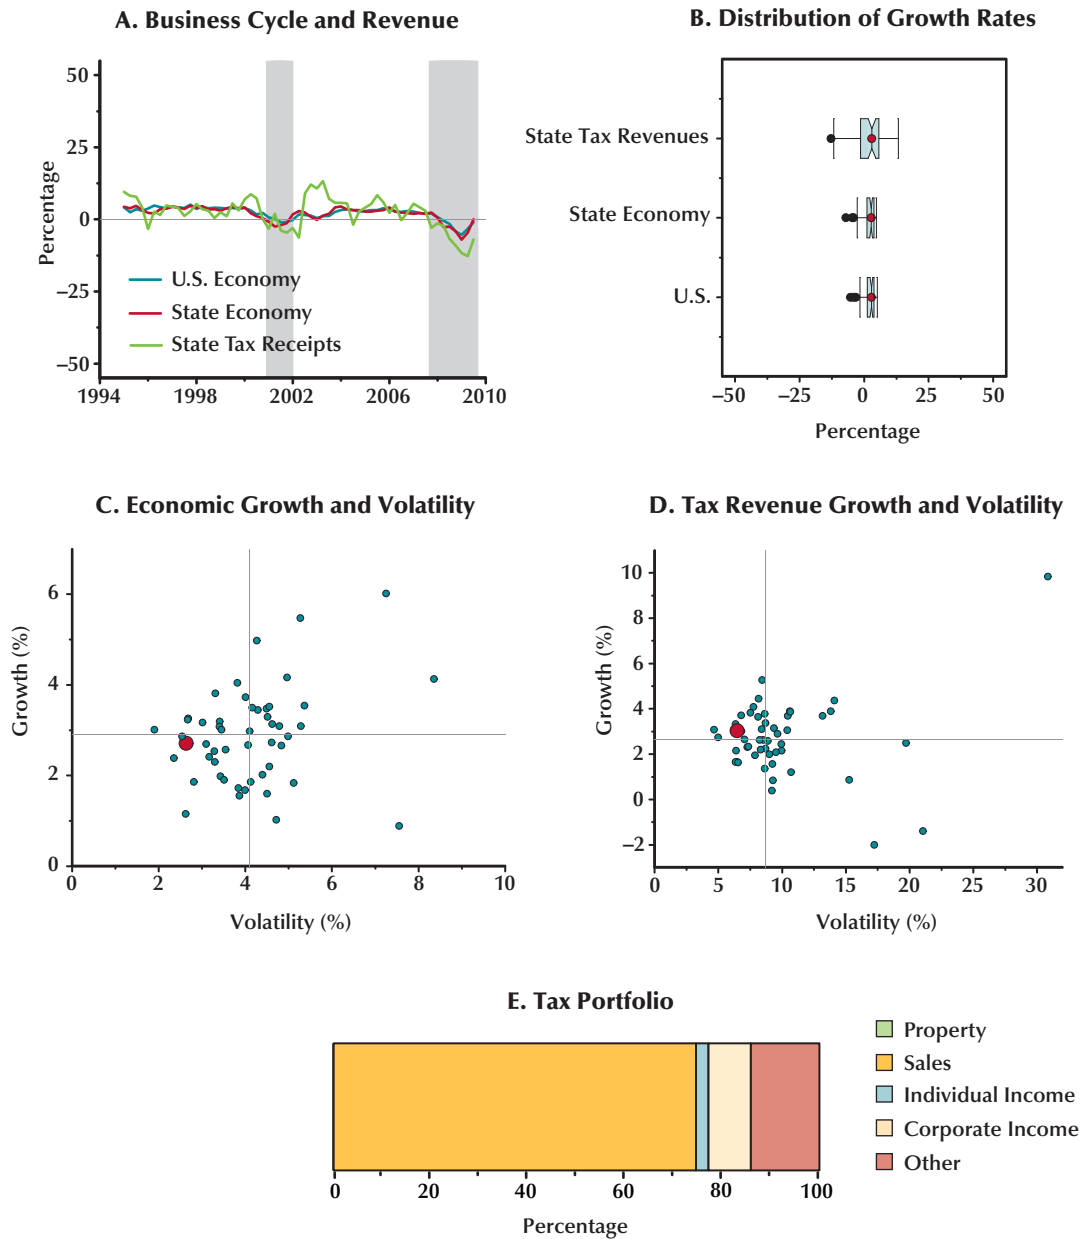 A. Business Cycle and Revenue
50
25
0
−25
−50
Percentage
U.S. Economy
State Economy
State Tax Receipts
1994 1998 2002 2006 2010
B. Distribution of Growth Rates
State Tax Revenues
State Economy
U.S.
−50 −25 0 25 50
Percentage
C. Economic Growth and Volatility
6
4
2
0
Growth (%)
0 2 4 6 8 10
Volatility (%)
D. Tax Revenue Growth and Volatility
10
8
6
4
2
0
−2
Growth (%)
0 5 10 15 20 25 30
Volatility (%)
E. Tax Portfolio
0 20 40 60 80 100
Percentage
Property
Sales
Individual Income
Corporate Income
Other